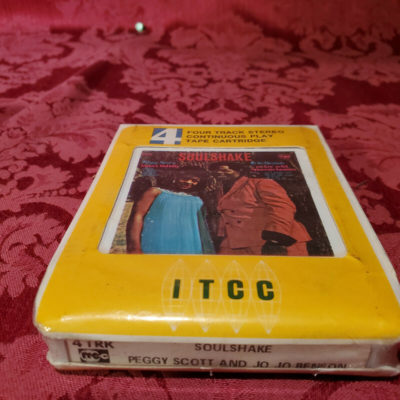 4
FOUR TRACK STEREO
CONTINUOUS PLAY
TAPE CARTRIDGE
SOULSHAKE
ITCC
4 TRK
SOULSHAKE
itcc
PEGGY SCOTT AND JO JO BENSON